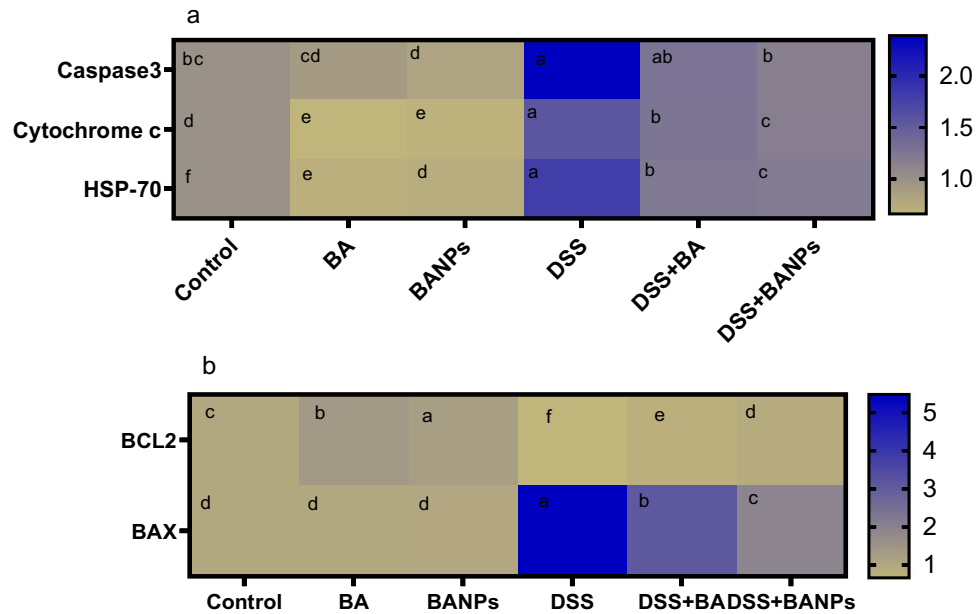 a
Caspase3 bc cd d a ab b
Cytochrome c d e e a b c
HSP-70 f e d a b c
2.0
1.5
1.0
Control BA BANPs DSS DSS+BA DSS+BANPs
b
BCL2 c b a f e d
BAX d d d a b c
5
4
3
2
1
Control BA BANPs DSS DSS+BA DSS+BANPs